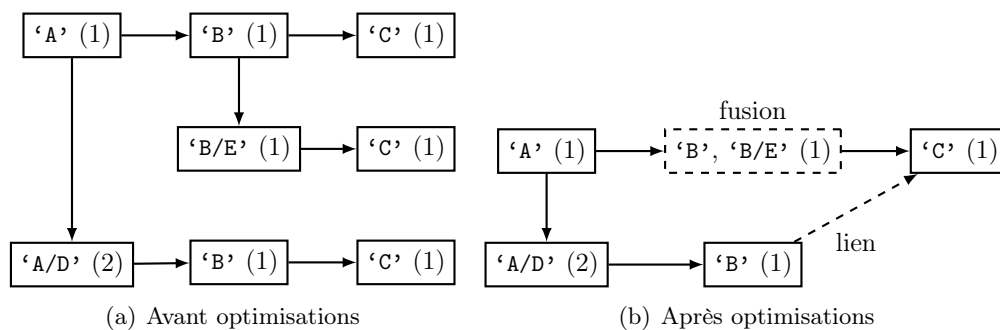 ‘A’ (1) ‘B’ (1) ‘C’ (1)
‘B/E’ (1) ‘C’ (1)
‘A/D’ (2) ‘B’ (1) ‘C’ (1)
(a) Avant optimisations
fusion
‘A’ (1) ‘B’, ‘B/E’ (1) ‘C’ (1)
lien
‘A/D’ (2) ‘B’ (1)
(b) Après optimisations